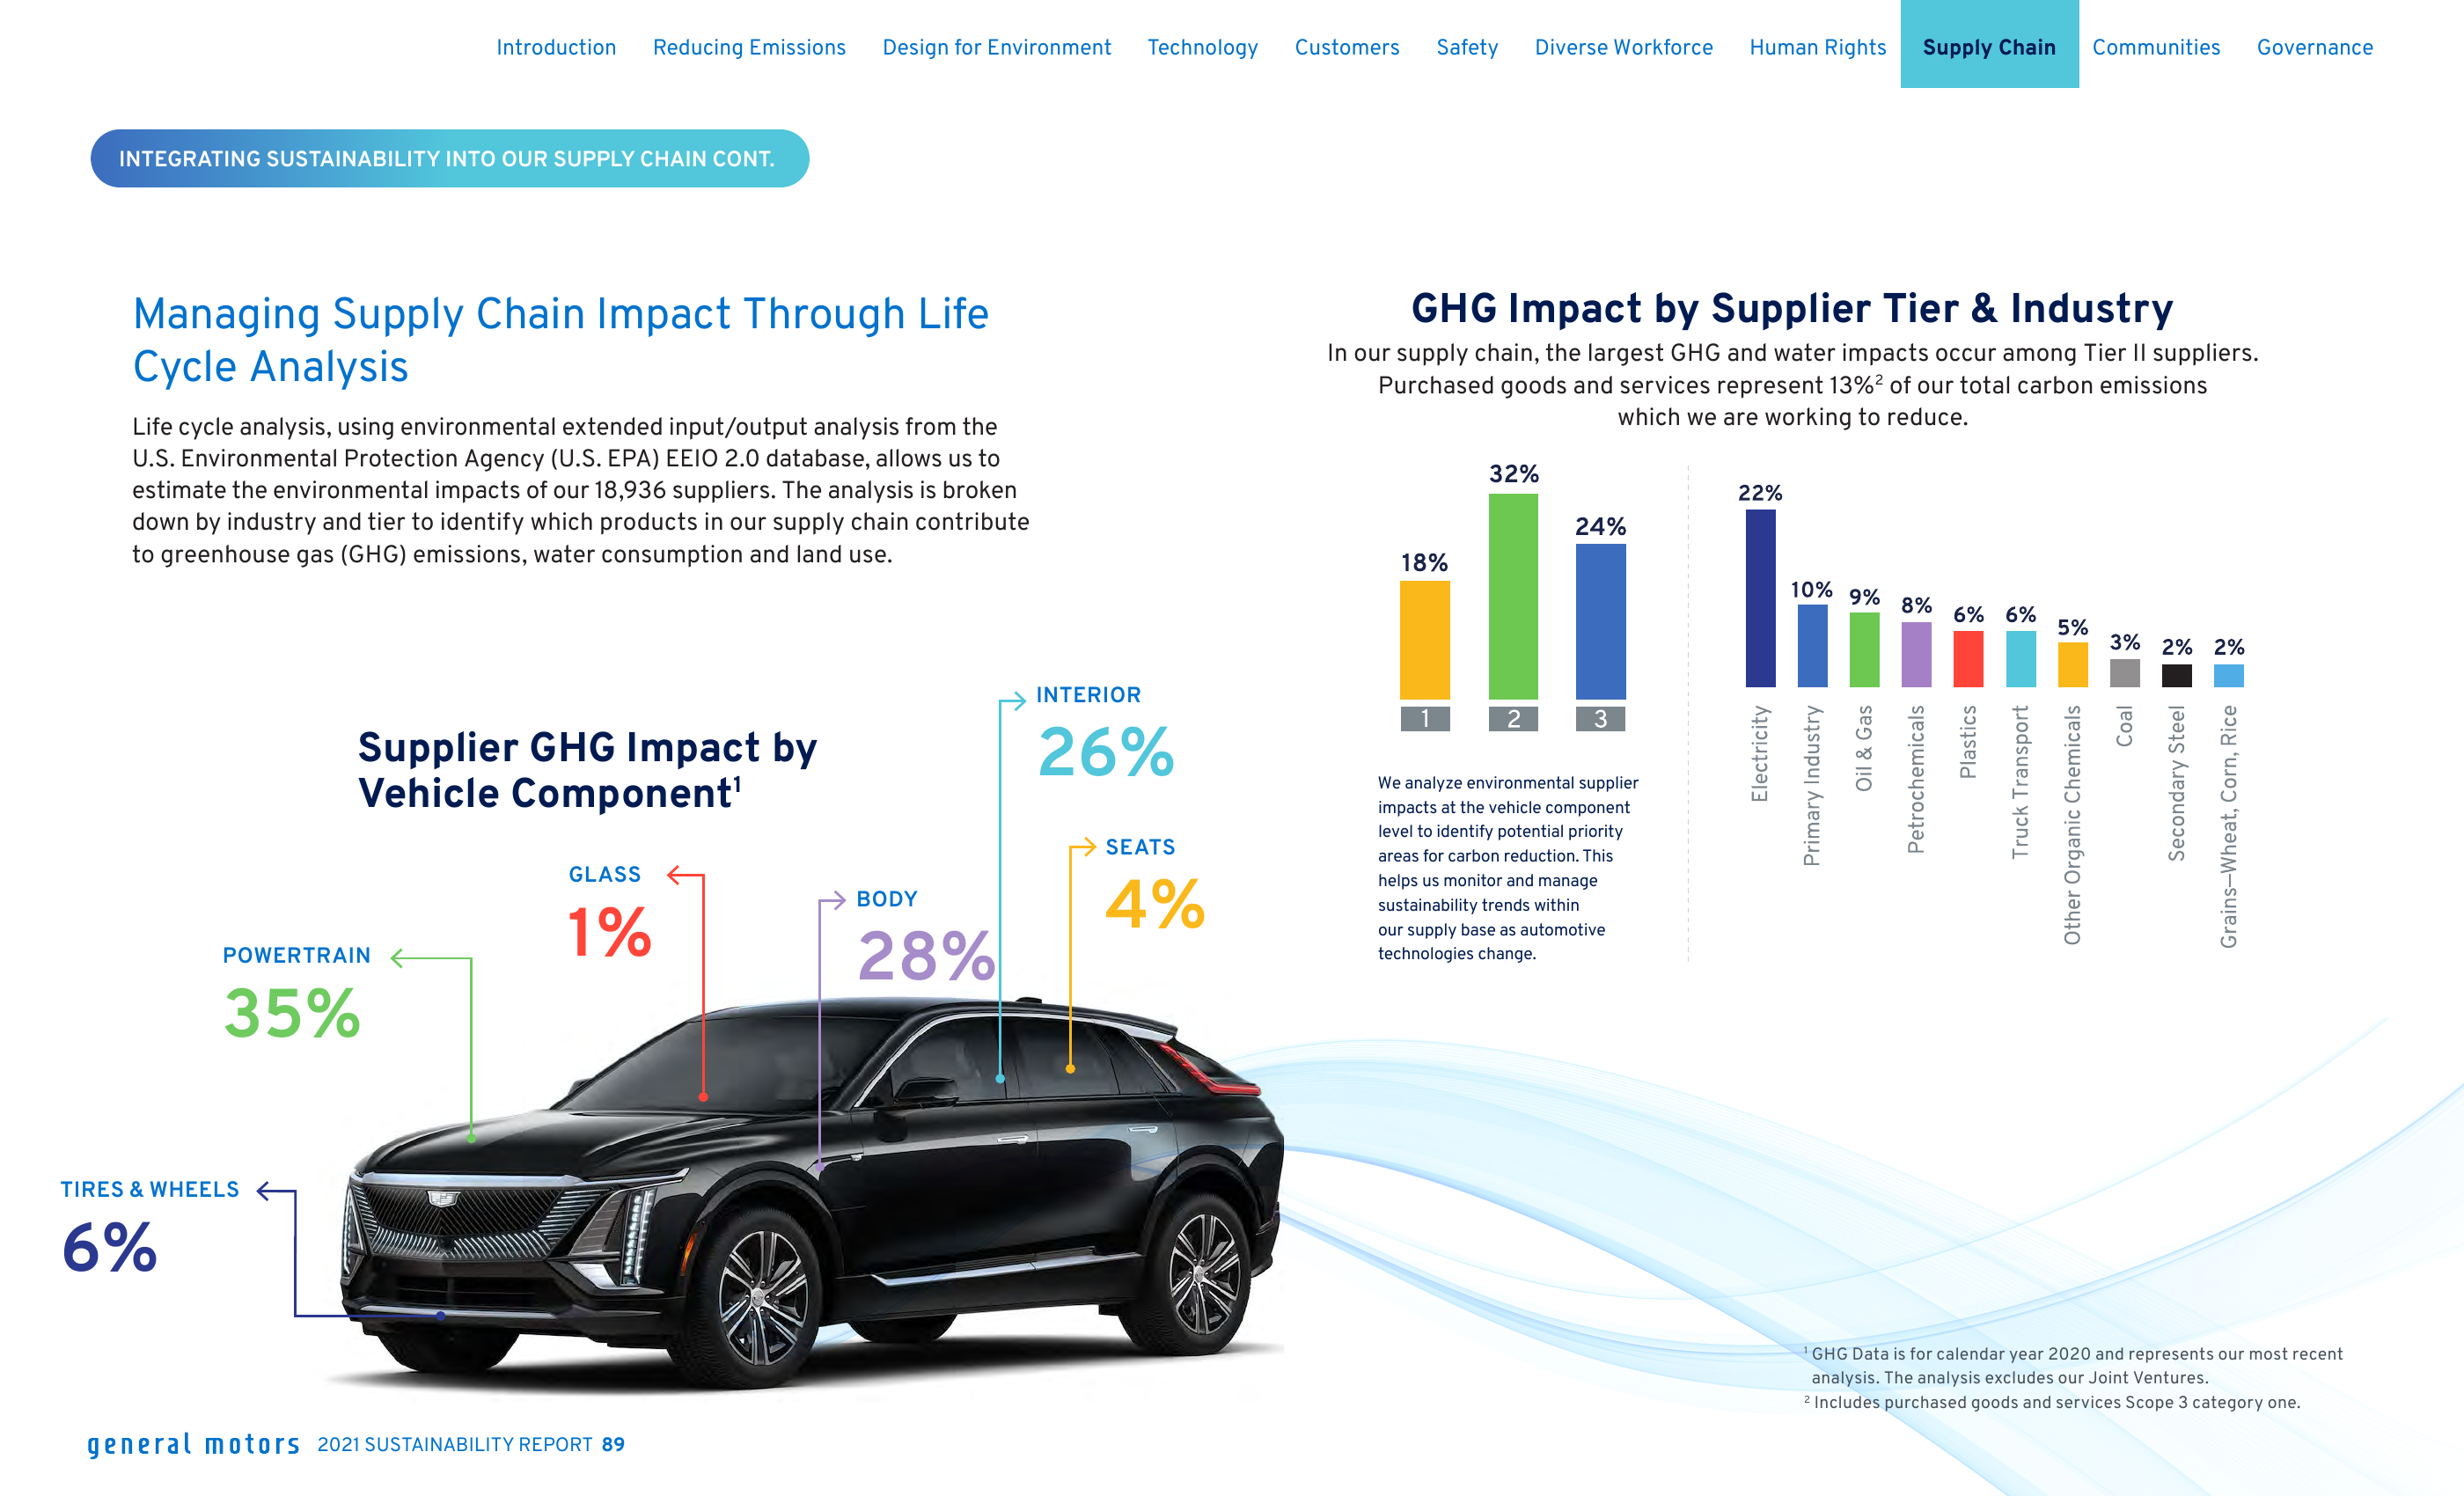 Introduction Reducing Emissions Design for Environment Technology Customers Safety Diverse Workforce Human Rights Supply Chain Communities Governance
INTEGRATING SUSTAINABILITY INTO OUR SUPPLY CHAIN CONT.
Managing Supply Chain Impact Through Life
Cycle Analysis
Life cycle analysis, using environmental extended input/output analysis from the
U.S. Environmental Protection Agency (U.S. EPA) EEIO 2.0 database, allows us to
estimate the environmental impacts of our 18,936 suppliers. The analysis is broken
down by industry and tier to identify which products in our supply chain contribute
to greenhouse gas (GHG) emissions, water consumption and land use.
Supplier GHG Impact by
Vehicle Component¹
INTERIOR
26%
SEATS
4%
GLASS
1%
BODY
28%
POWERTRAIN
35%
TIRES & WHEELS
6%
GHG Impact by Supplier Tier & Industry
In our supply chain, the largest GHG and water impacts occur among Tier II suppliers.
Purchased goods and services represent 13%² of our total carbon emissions
which we are working to reduce.
18%
32%
24%
1
2
3
We analyze environmental supplier
impacts at the vehicle component
level to identify potential priority
areas for carbon reduction. This
helps us monitor and manage
sustainability trends within
our supply base as automotive
technologies change.
22%
10%
9%
8%
6%
6%
5%
3%
2%
2%
Electricity
Primary Industry
Oil & Gas
Petrochemicals
Plastics
Truck Transport
Other Organic Chemicals
Coal
Secondary Steel
Grains—Wheat, Corn, Rice
¹ GHG Data is for calendar year 2020 and represents our most recent
analysis. The analysis excludes our Joint Ventures.
² Includes purchased goods and services Scope 3 category one.
general motors 2021 SUSTAINABILITY REPORT 89